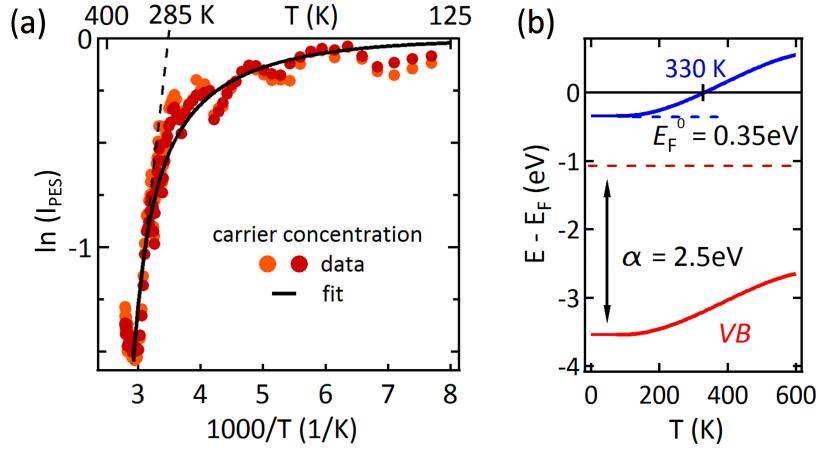 (a)
400 285 K T (K) 125
0
-1
ln (I_PES)
carrier concentration
data
fit
3 4 5 6 7 8
1000/T (1/K)
(b)
330 K
0
E_F^0 = 0.35eV
-1
-2
α = 2.5eV
-3
VB
-4
E - E_F (eV)
0 200 400 600
T (K)